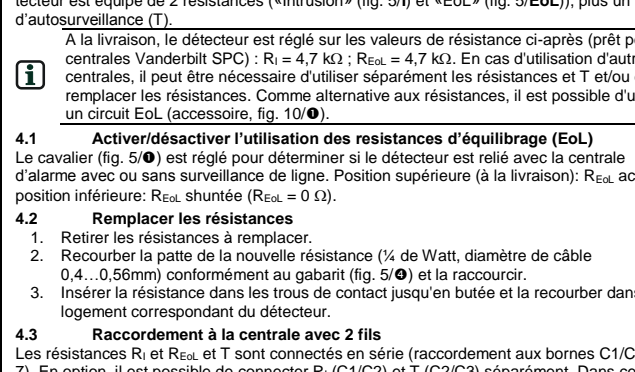 tecteur est équipé de 2 résistances («Intrusion» (fig. 5/I) et «EoL» (fig. 5/EoL)), plus un
d'autosurveillance (T).
A la livraison, le détecteur est réglé sur les valeurs de résistance ci-après (prêt p
centrales Vanderbilt SPC) : RI = 4,7 kΩ ; REoL = 4,7 kΩ. En cas d'utilisation d'autr
centrales, il peut être nécessaire d'utiliser séparément les résistances et T et/ou
remplacer les résistances. Comme alternative aux résistances, il est possible d'u
un circuit EoL (accessoire, fig. 10/❶).
4.1 Activer/désactiver l'utilisation des resistances d'équilibrage (EoL)
Le cavalier (fig. 5/❶) est réglé pour déterminer si le détecteur est relié avec la centrale
d'alarme avec ou sans surveillance de ligne. Position supérieure (à la livraison): REoL ac
position inférieure: REoL shuntée (REoL = 0 Ω).
4.2 Remplacer les résistances
1. Retirer les résistances à remplacer.
2. Recourber la patte de la nouvelle résistance (¼ de Watt, diamètre de câble
0,4…0,56mm) conformément au gabarit (fig. 5/❹) et la raccourcir.
3. Insérer la résistance dans les trous de contact jusqu'en butée et la recourber dans
logement correspondant du détecteur.
4.3 Raccordement à la centrale avec 2 fils
Les résistances RI et REoL et T sont connectés en série (raccordement aux bornes C1/C
7). En option, il est possible de connecter RI (C1/C2) et T (C2/C3) séparément. Dans ce